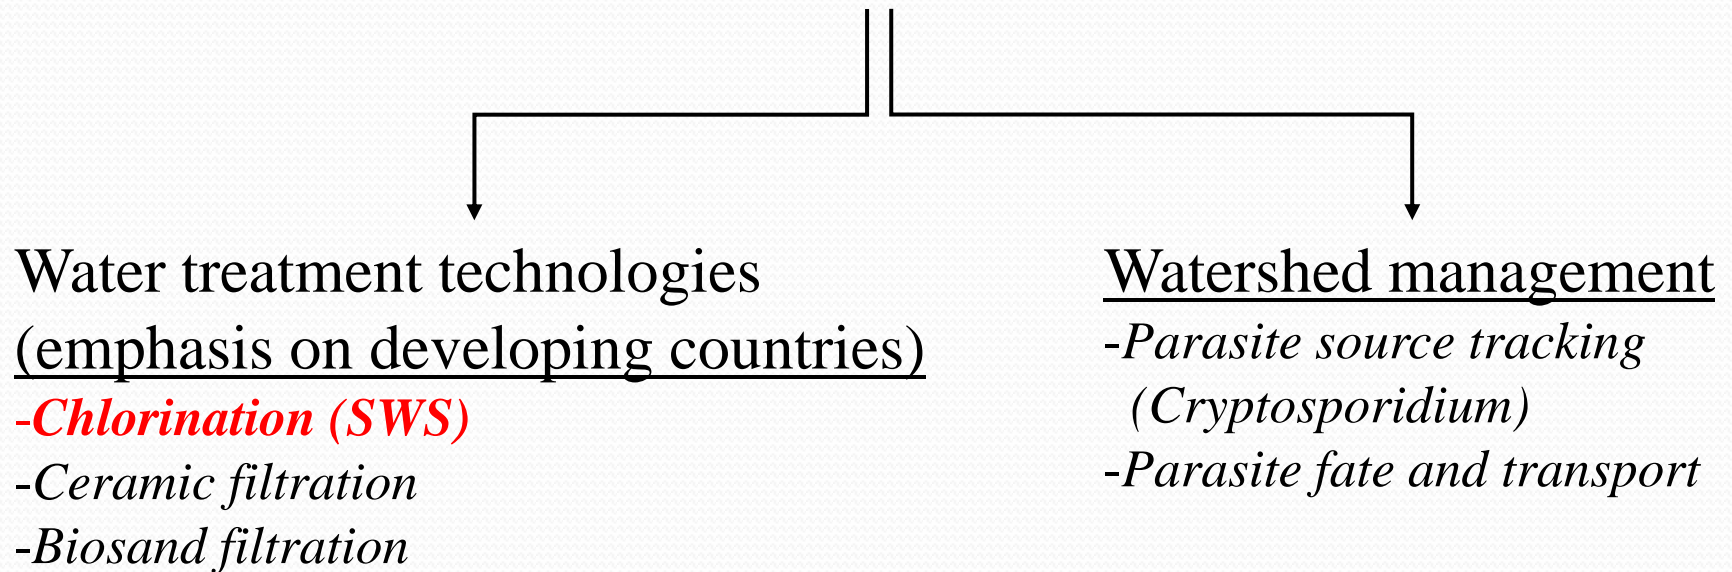 Water treatment technologies
(emphasis on developing countries)
-Chlorination (SWS)
-Ceramic filtration
-Biosand filtration
Watershed management
-Parasite source tracking
(Cryptosporidium)
-Parasite fate and transport